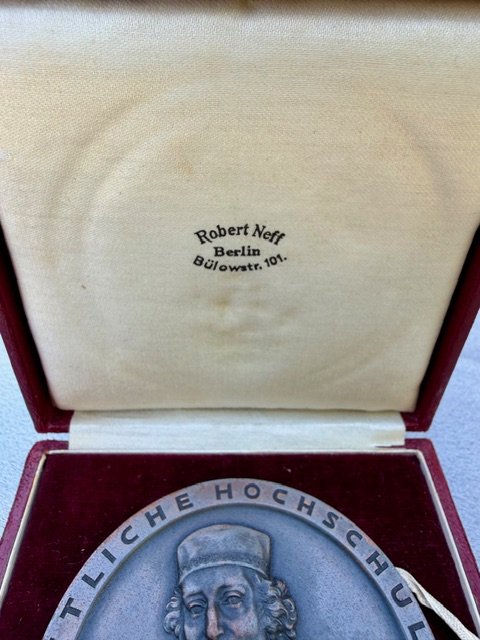 Robert Neff
Berlin
Bülowstr. 101.
TLICHE HOCHSCHUL